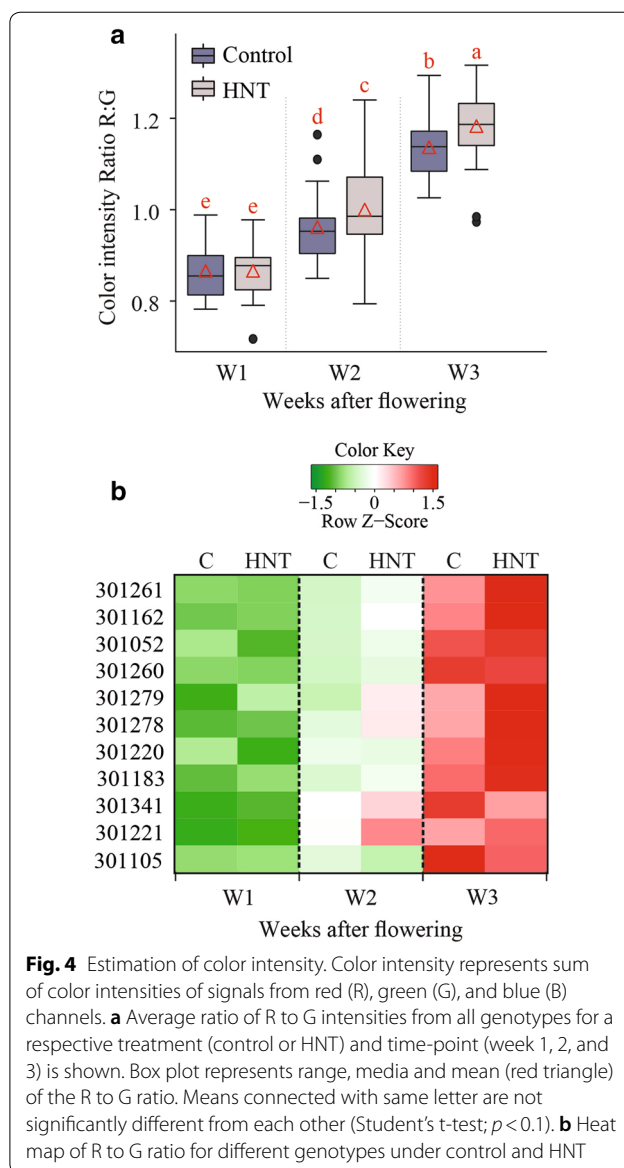 a
Control
HNT
Color intensity Ratio R:G
1.2
1.0
0.8
e
e
d
c
b
a
W1
W2
W3
Weeks after flowering
b
Color Key
−1.5
0
1.5
Row Z−Score
C
HNT
C
HNT
C
HNT
301261
301162
301052
301260
301279
301278
301220
301183
301341
301221
301105
W1
W2
W3
Weeks after flowering
Fig. 4 Estimation of color intensity. Color intensity represents sum
of color intensities of signals from red (R), green (G), and blue (B)
channels. a Average ratio of R to G intensities from all genotypes for a
respective treatment (control or HNT) and time-point (week 1, 2, and
3) is shown. Box plot represents range, media and mean (red triangle)
of the R to G ratio. Means connected with same letter are not
significantly different from each other (Student's t-test; p < 0.1). b Heat
map of R to G ratio for different genotypes under control and HNT